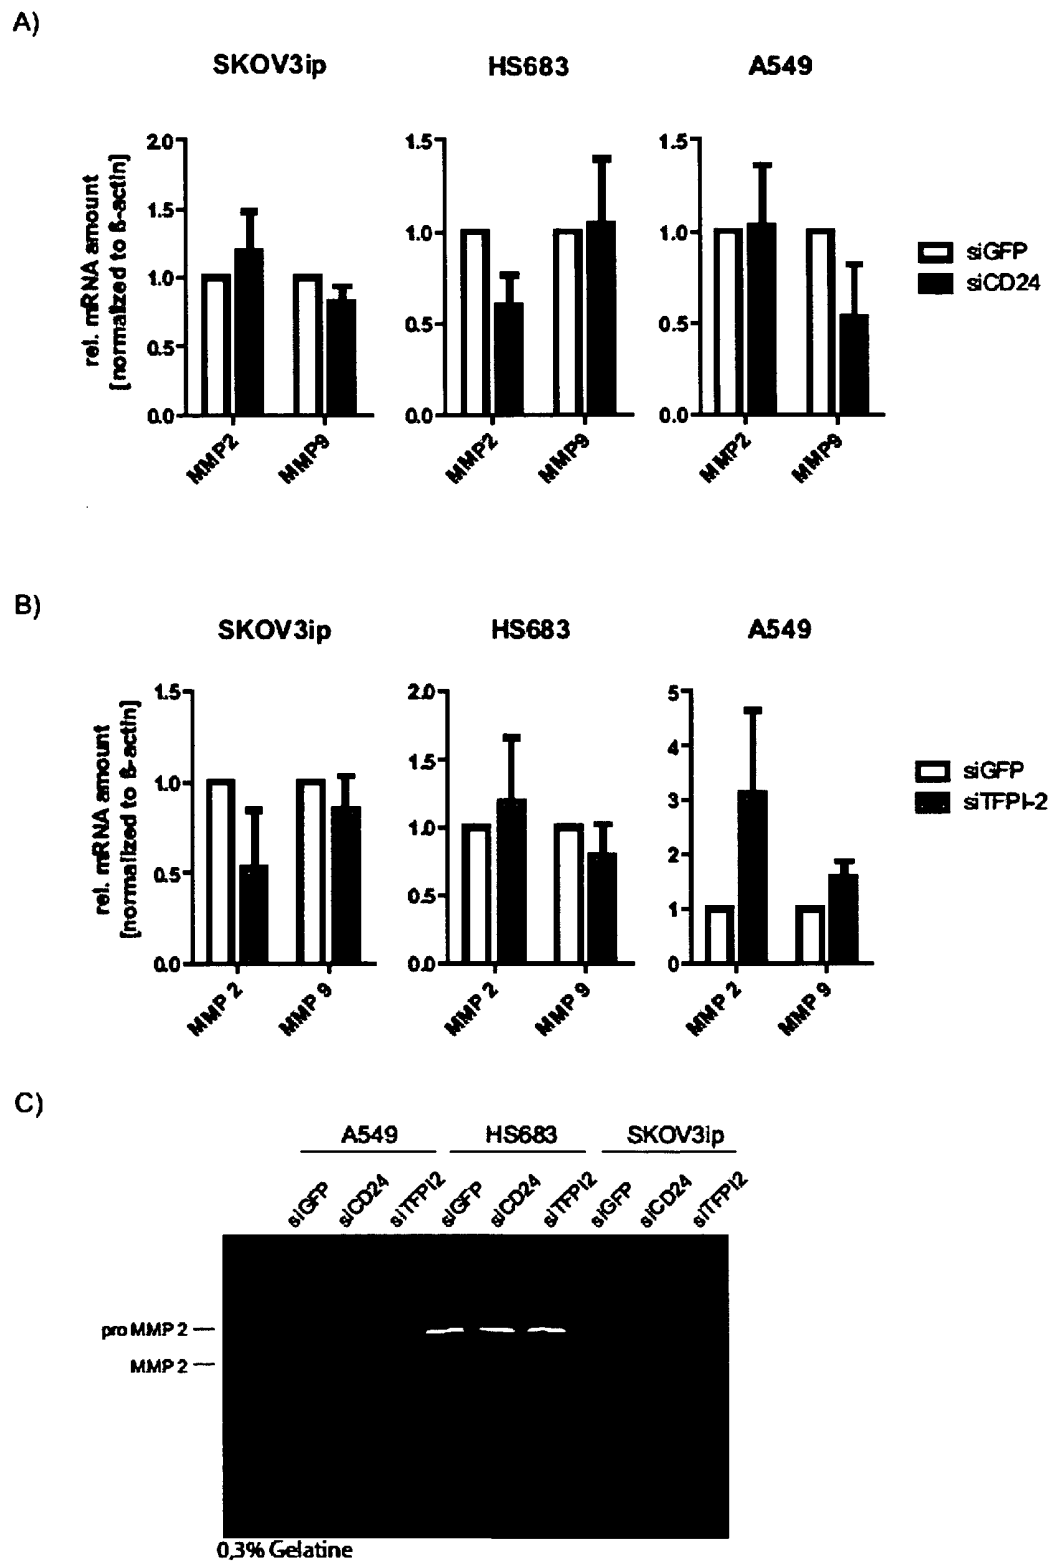 A)
SKOV3ip HS683 A549
rel. mRNA amount
[normalized to ß-actin]
2.0
1.5
1.0
0.5
0.0
MMP2 MMP9
1.5
1.0
0.5
0.0
MMP2 MMP9
1.5
1.0
0.5
0.0
MMP2 MMP9
siGFP
siCD24
B)
SKOV3ip HS683 A549
rel. mRNA amount
[normalized to ß-actin]
1.5
1.0
0.5
0.0
MMP 2 MMP 9
2.0
1.5
1.0
0.5
0.0
MMP 2 MMP 9
5
4
3
2
1
0
MMP 2 MMP 9
siGFP
siTFPI-2
C)
A549 HS683 SKOV3ip
siGFP siCD24 siTFPI2 siGFP siCD24 siTFPI2 siGFP siCD24 siTFPI2
pro MMP 2
MMP 2
0,3% Gelatine